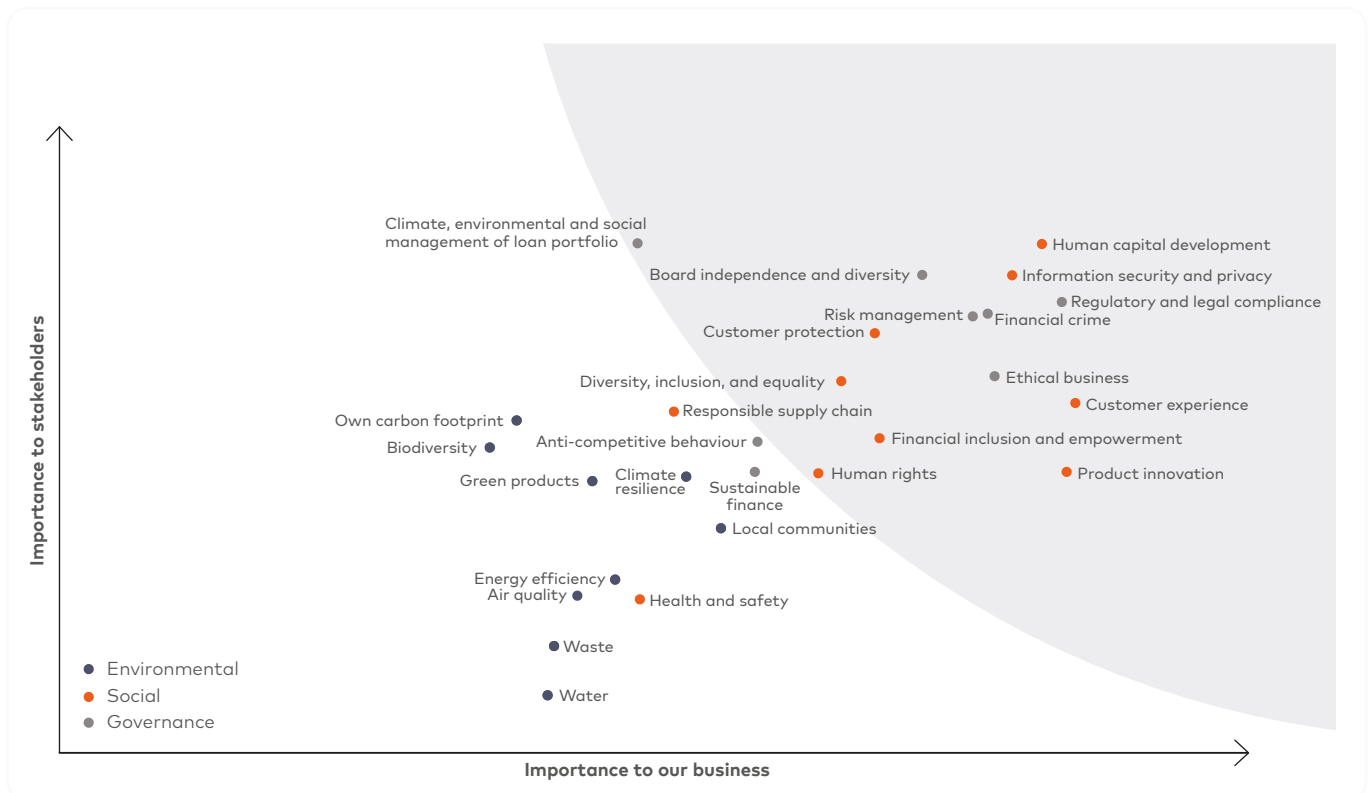 Climate, environmental and social
management of loan portfolio
Human capital development
Board independence and diversity
Information security and privacy
Regulatory and legal compliance
Risk management
Financial crime
Customer protection
Ethical business
Diversity, inclusion, and equality
Customer experience
Responsible supply chain
Own carbon footprint
Anti-competitive behaviour
Financial inclusion and empowerment
Biodiversity
Green products
Climate
resilience
Sustainable
finance
Human rights
Product innovation
Local communities
Energy efficiency
Air quality
Health and safety
Waste
Water
Environmental
Social
Governance
Importance to stakeholders
Importance to our business